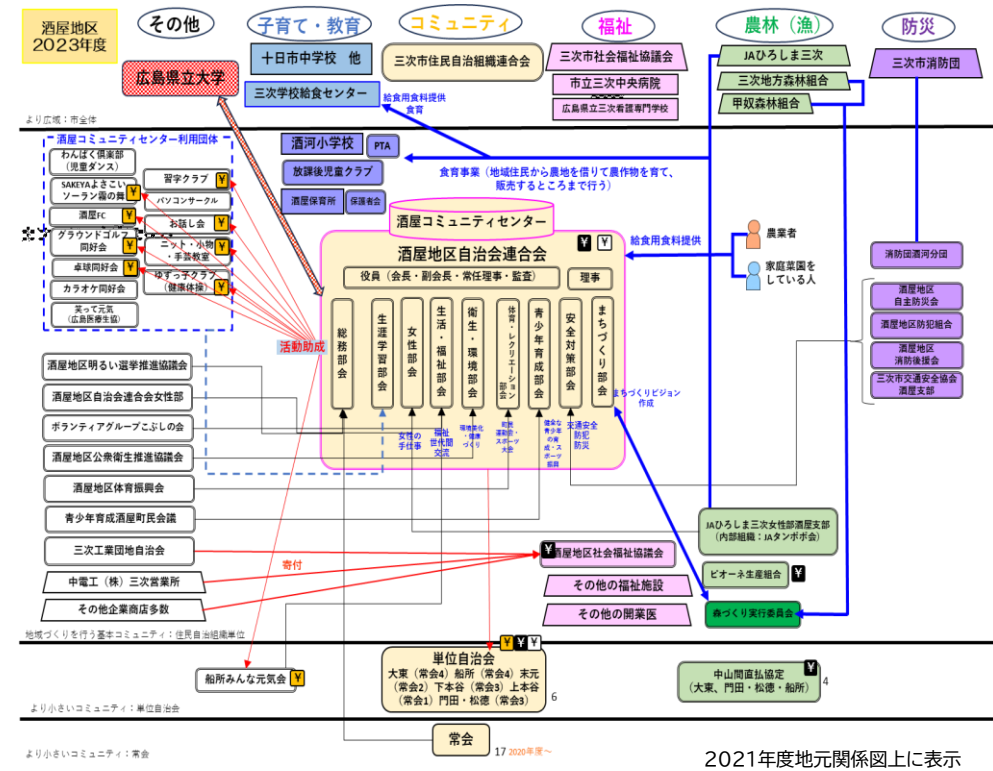 酒屋地区
2023年度
その他
子育て・教育
コミュニティ
福祉
農林（漁）
防災
広島県立大学
十日市中学校　他
三次学校給食センター
三次市住民自治組織連合会
三次市社会福祉協議会
市立三次中央病院
広島県立三次看護専門学校
JAひろしま三次
三次地方森林組合
甲奴森林組合
三次市消防団
給食用食料提供
食育
より広域：市全体
酒屋コミュニティセンター利用団体
わんぱく倶楽部
（児童ダンス）
SAKEYAよさこい
ソーラン霧の舞
¥
酒屋FC
¥
グラウンドゴルフ
同好会
¥
卓球同好会
¥
カラオケ同好会
笑って元気
（広島医療生協）
習字クラブ
¥
パソコンサークル
お話し会
¥
ニット・小物
・手芸教室
¥
ゆずっ子クラブ
（健康体操）
¥
酒河小学校
PTA
放課後児童クラブ
酒屋保育所
保護者会
食育事業（地域住民から農地を借りて農作物を育て、
販売するところまで行う）
酒屋コミュニティセンター
酒屋地区自治会連合会
¥
¥
役員（会長・副会長・常任理事・監査）
理事
総務部会
生涯学習部会
女性部会
生活・福祉部会
衛生・環境部会
体育・レクリエーション部会
青少年育成部会
安全対策部会
まちづくり部会
女性の
手仕事
福祉
世代間
交流
環境美化
・健康
づくり
町民
運動会・
スポーツ
大会
健全な
青少年
の育
成・ス
ポーツ
振興
交通安全
防犯
防災
まちづくりビジョン
作成
給食用食料提供
農業者
家庭菜園を
している人
消防団酒河分団
酒屋地区
自主防災会
酒屋地区防犯組合
酒屋地区
消防後援会
三次市交通安全協会
酒屋支部
活動助成
酒屋地区明るい選挙推進協議会
酒屋地区自治会連合会女性部
ボランティアグループこぶしの会
酒屋地区公衆衛生推進協議会
酒屋地区体育振興会
青少年育成酒屋町民会議
三次工業団地自治会
中電工（株）三次営業所
その他企業商店多数
寄付
¥
酒屋地区社会福祉協議会
その他の福祉施設
その他の開業医
JAひろしま三次女性部酒屋支部
（内部組織：JAタンポポ会）
ピオーネ生産組合
¥
森づくり実行委員会
地域づくりを行う基本コミュニティ：住民自治組織単位
船所みんな元気会
¥
¥
¥
¥
単位自治会
大東（常会4）船所（常会4）末元
（常会2）下本谷（常会3）上本谷
（常会1）門田・松徳（常会3）
6
中山間直払協定
（大東、門田・松徳・船所）
¥
4
より小さいコミュニティ：単位自治会
常会
17
2020年度～
より小さいコミュニティ：常会
2021年度地元関係図上に表示